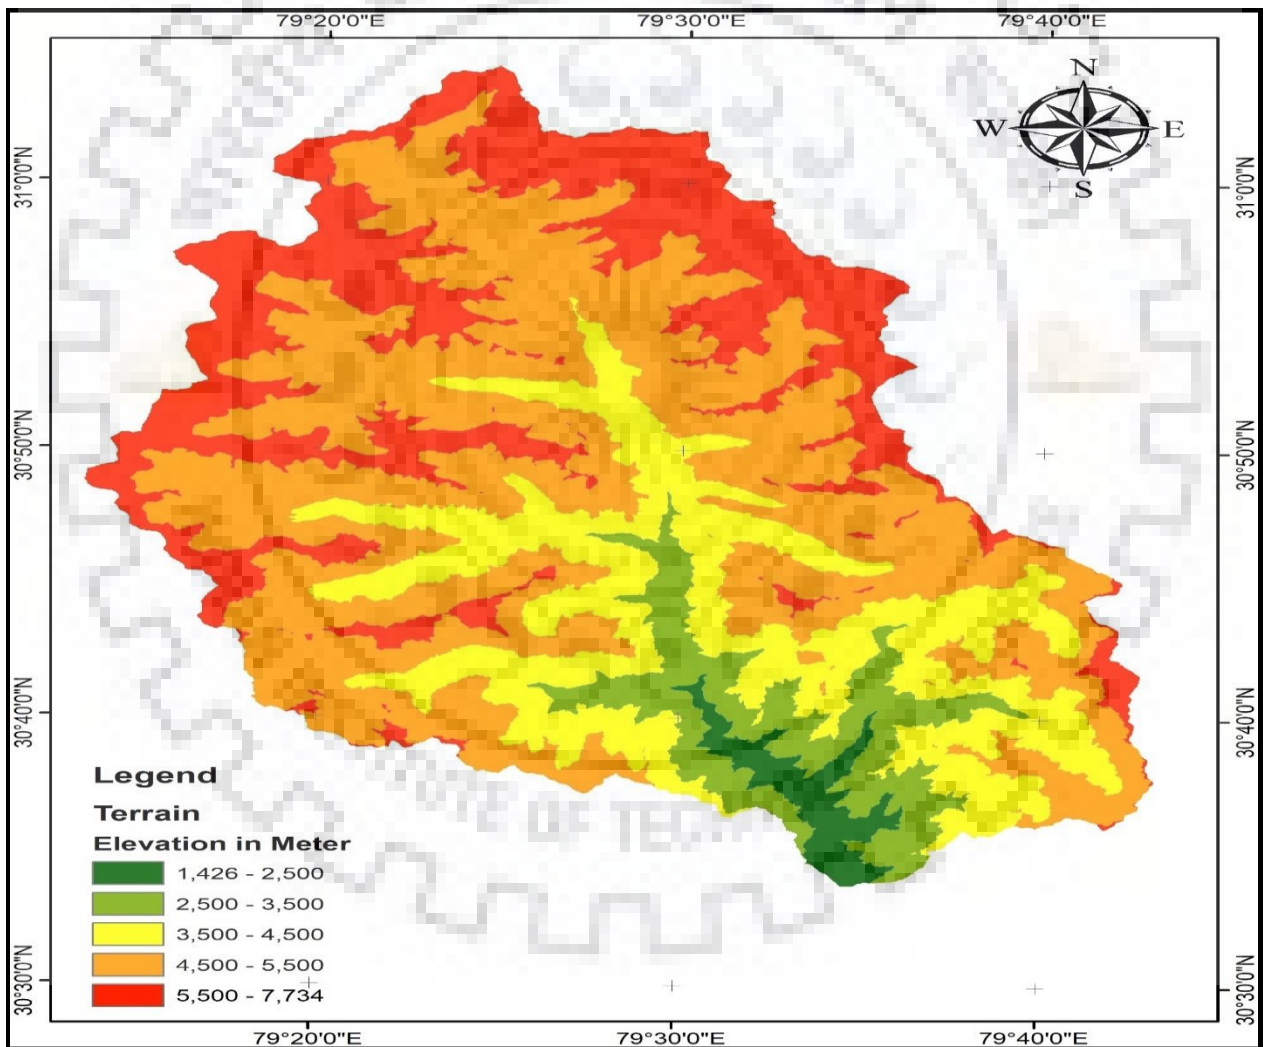 79°20'0"E 79°30'0"E 79°40'0"E
N
W E
S
31°0'0"N 31°0'0"N
30°50'0"N 30°50'0"N
30°40'0"N 30°40'0"N
Legend
Terrain
Elevation in Meter
1,426 - 2,500
2,500 - 3,500
3,500 - 4,500
4,500 - 5,500
5,500 - 7,734
30°30'0"N 30°30'0"N
79°20'0"E 79°30'0"E 79°40'0"E